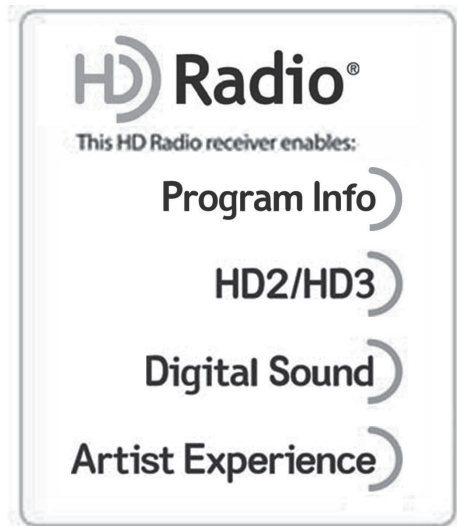 HD Radio®
This HD Radio receiver enables:
Program Info
HD2/HD3
Digital Sound
Artist Experience